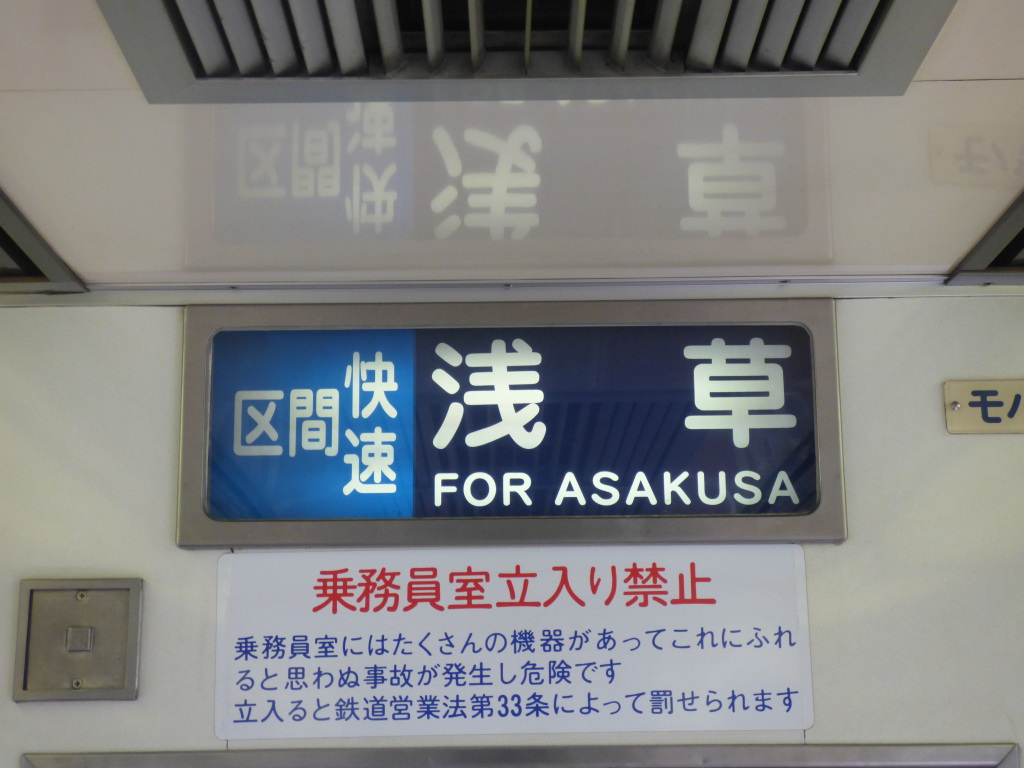 区間快速 浅草
FOR ASAKUSA
モハ
乗務員室立入り禁止
乗務員室にはたくさんの機器があってこれにふれ
ると思わぬ事故が発生し危険です
立入ると鉄道営業法第33条によって罰せられます